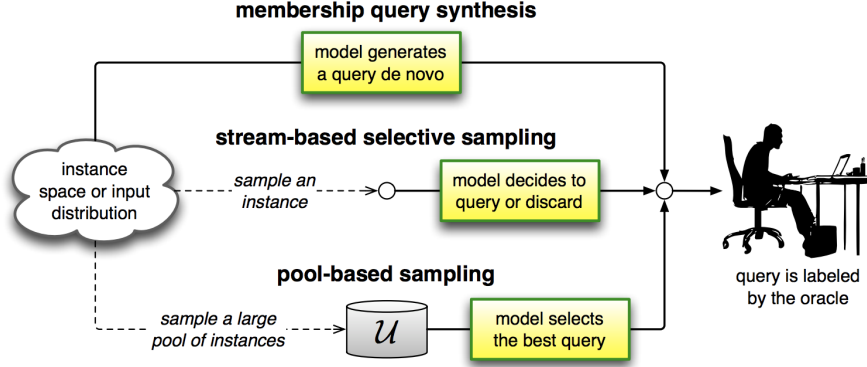 membership query synthesis
model generates
a query de novo
stream-based selective sampling
instance
space or input
distribution
sample an
instance
model decides to
query or discard
pool-based sampling
sample a large
pool of instances
U
model selects
the best query
query is labeled
by the oracle